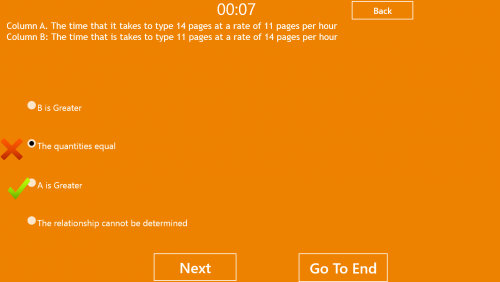 00:07
Back
Column A. The time that it takes to type 14 pages at a rate of 11 pages per hour
Column B: The time that is takes to type 11 pages at a rate of 14 pages per hour
B is Greater
The quantities equal
A is Greater
The relationship cannot be determined
Next
Go To End